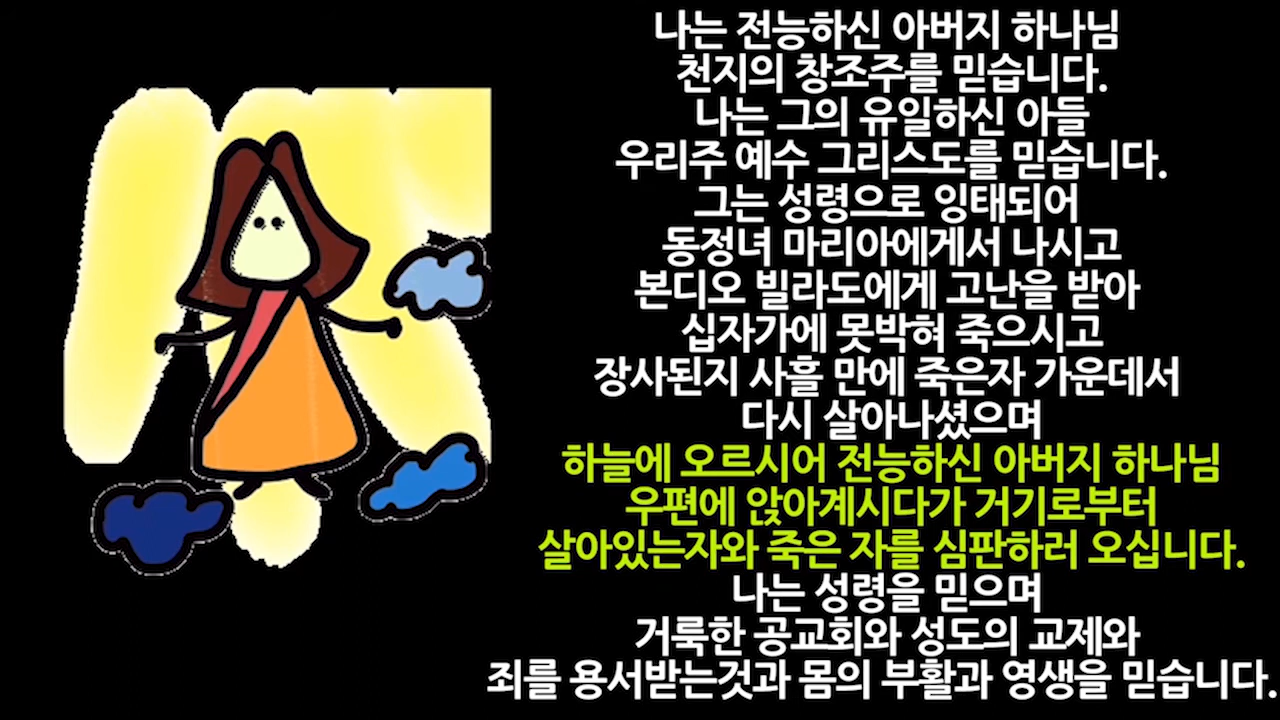 나는 전능하신 아버지 하나님
천지의 창조주를 믿습니다.
나는 그의 유일하신 아들
우리주 예수 그리스도를 믿습니다.
그는 성령으로 잉태되어
동정녀 마리아에게서 나시고
본디오 빌라도에게 고난을 받아
십자가에 못박혀 죽으시고
장사된지 사흘 만에 죽은자 가운데서
다시 살아나셨으며
하늘에 오르시어 전능하신 아버지 하나님
우편에 앉아계시다가 거기로부터
살아있는자와 죽은 자를 심판하러 오십니다.
나는 성령을 믿으며
거룩한 공교회와 성도의 교제와
죄를 용서받는것과 몸의 부활과 영생을 믿습니다.